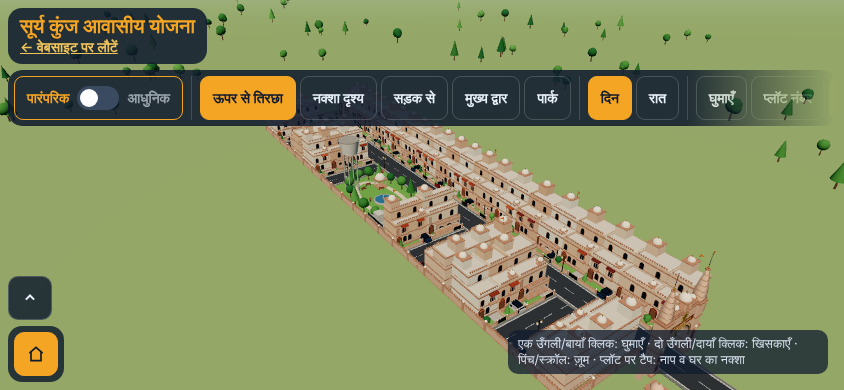 सूर्य कुंज आवासीय योजना
← वेबसाइट पर लौटें
पारंपरिक आधुनिक ऊपर से तिरछा नक्शा दृश्य सड़क से मुख्य द्वार पार्क दिन रात घुमाएँ प्लॉट
एक उँगली/बायाँ क्लिक: घुमाएँ · दो उँगली/दायाँ क्लिक: खिसकाएँ ·
पिंच/स्क्रॉल: ज़ूम · प्लॉट पर टैप: नाप व घर का नक्शा